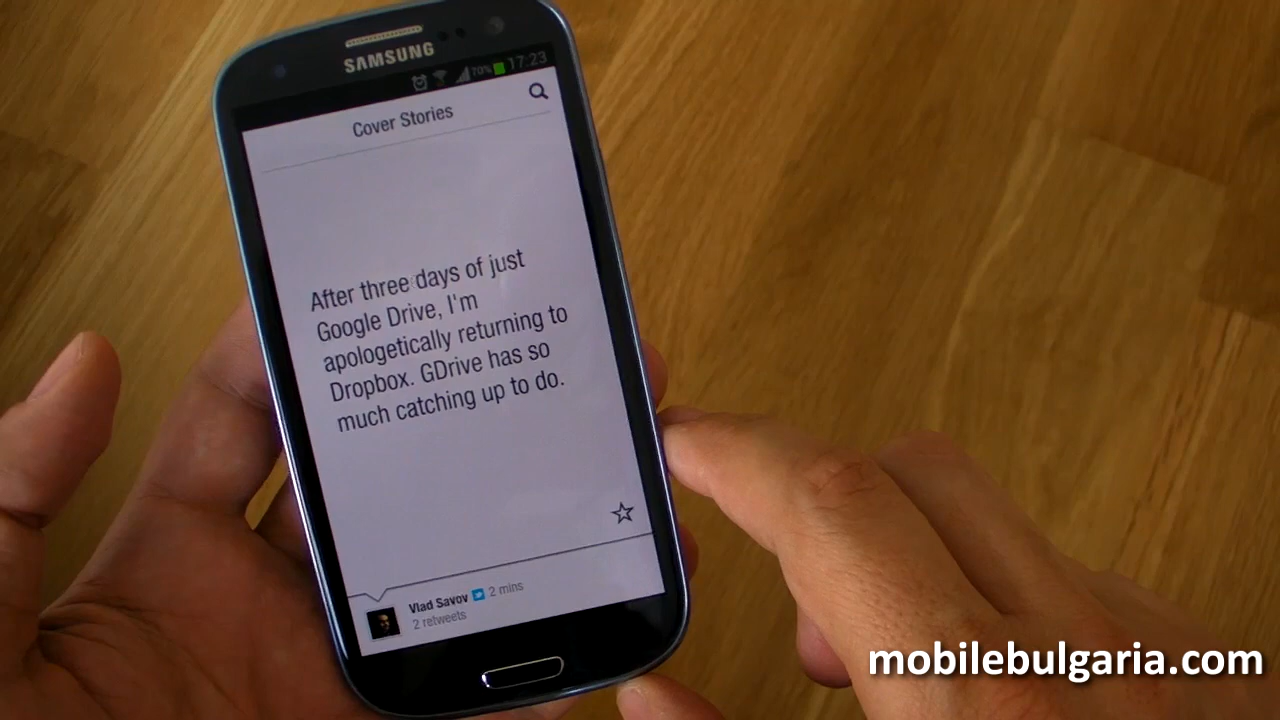 SAMSUNG
70% 17:23
Cover Stories
After three days of just
Google Drive, I'm
apologetically returning to
Dropbox. GDrive has so
much catching up to do.
Vlad Savov 2 mins
2 retweets
mobilebulgaria.com